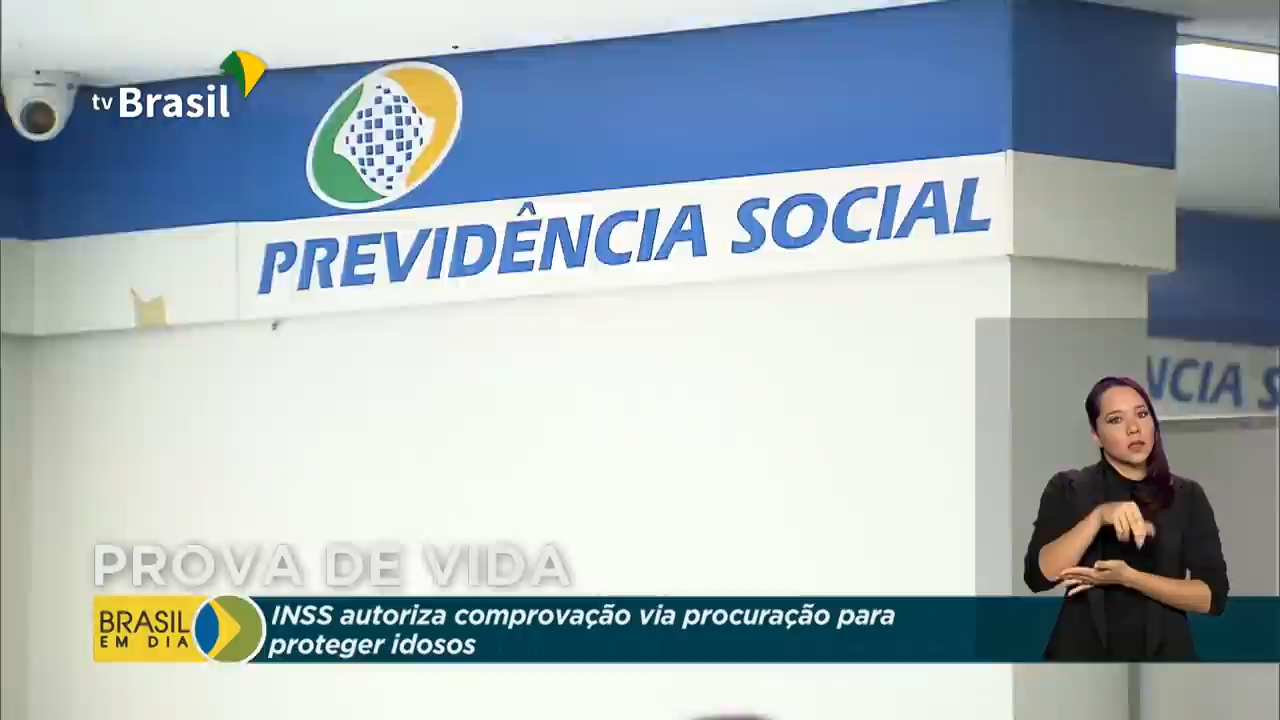 tv Brasil
PREVIDÊNCIA SOCIAL
NCIA S
PROVA DE VIDA
BRASIL
EM DIA
INSS autoriza comprovação via procuração para
proteger idosos